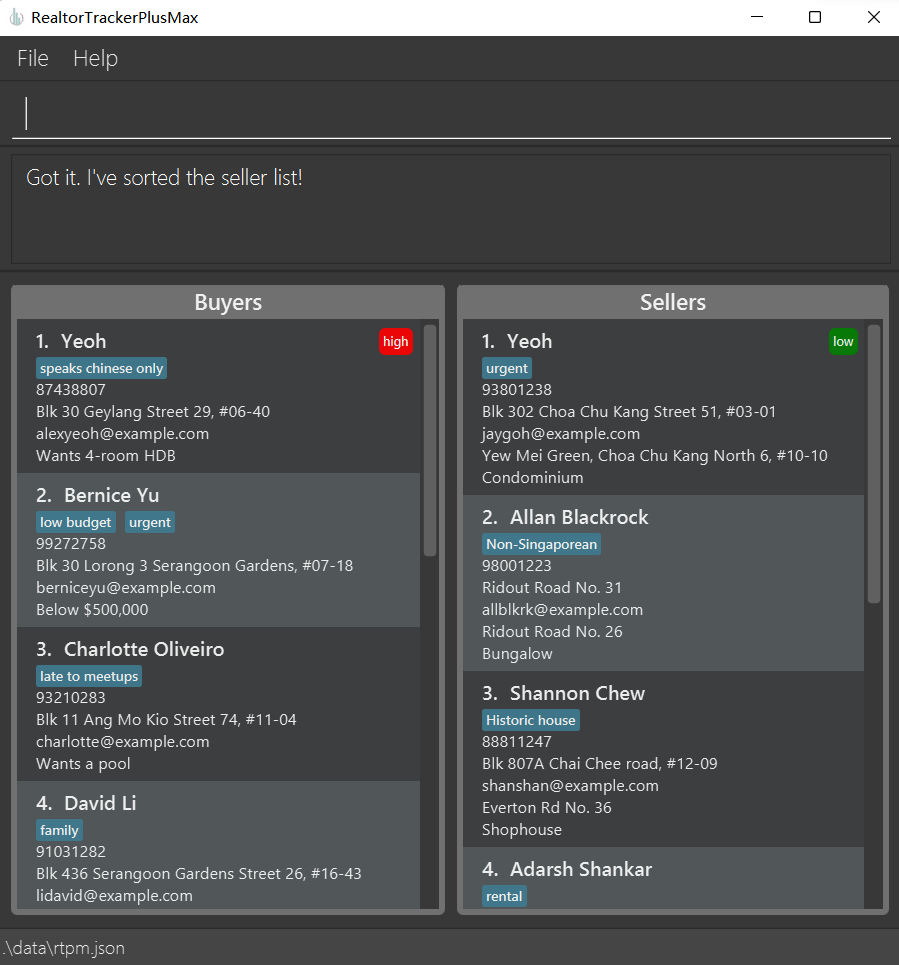 RealtorTrackerPlusMax
File Help
Got it. I've sorted the seller list!
Buyers
1. Yeoh high
speaks chinese only
87438807
Blk 30 Geylang Street 29, #06-40
alexyeoh@example.com
Wants 4-room HDB
2. Bernice Yu
low budget urgent
99272758
Blk 30 Lorong 3 Serangoon Gardens, #07-18
berniceyu@example.com
Below $500,000
3. Charlotte Oliveiro
late to meetups
93210283
Blk 11 Ang Mo Kio Street 74, #11-04
charlotte@example.com
Wants a pool
4. David Li
family
91031282
Blk 436 Serangoon Gardens Street 26, #16-43
lidavid@example.com
Sellers
1. Yeoh low
urgent
93801238
Blk 302 Choa Chu Kang Street 51, #03-01
jaygoh@example.com
Yew Mei Green, Choa Chu Kang North 6, #10-10
Condominium
2. Allan Blackrock
Non-Singaporean
98001223
Ridout Road No. 31
allblkrk@example.com
Ridout Road No. 26
Bungalow
3. Shannon Chew
Historic house
88811247
Blk 807A Chai Chee road, #12-09
shanshan@example.com
Everton Rd No. 36
Shophouse
4. Adarsh Shankar
rental
.\data\rtpm.json